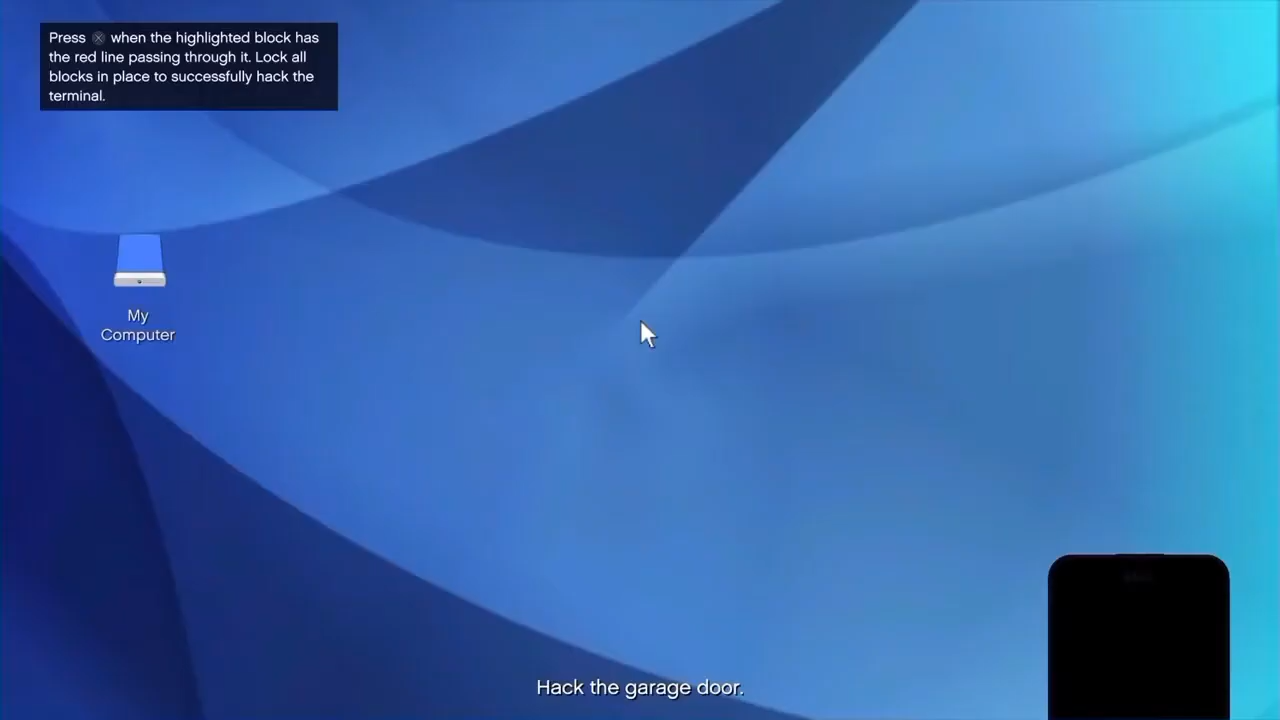 Press ⊗ when the highlighted block has
the red line passing through it. Lock all
blocks in place to successfully hack the
terminal.
My
Computer
Hack the garage door.